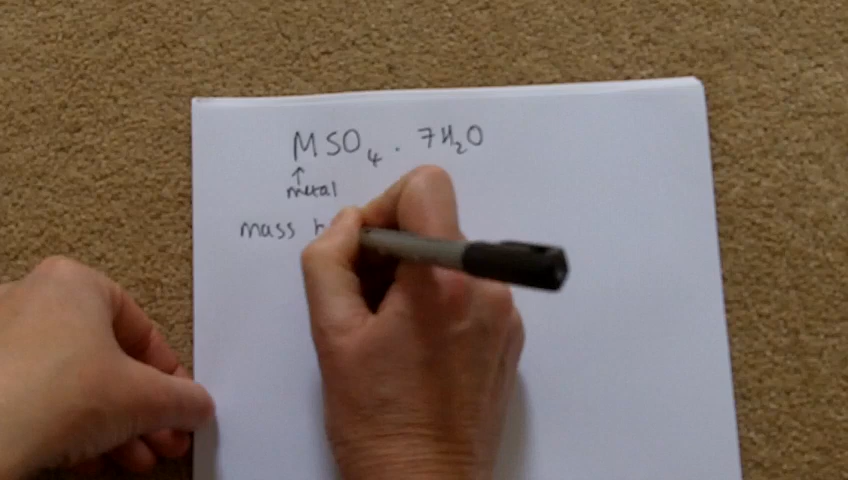 MSO₄ . 7H₂O
↑
metal
mass